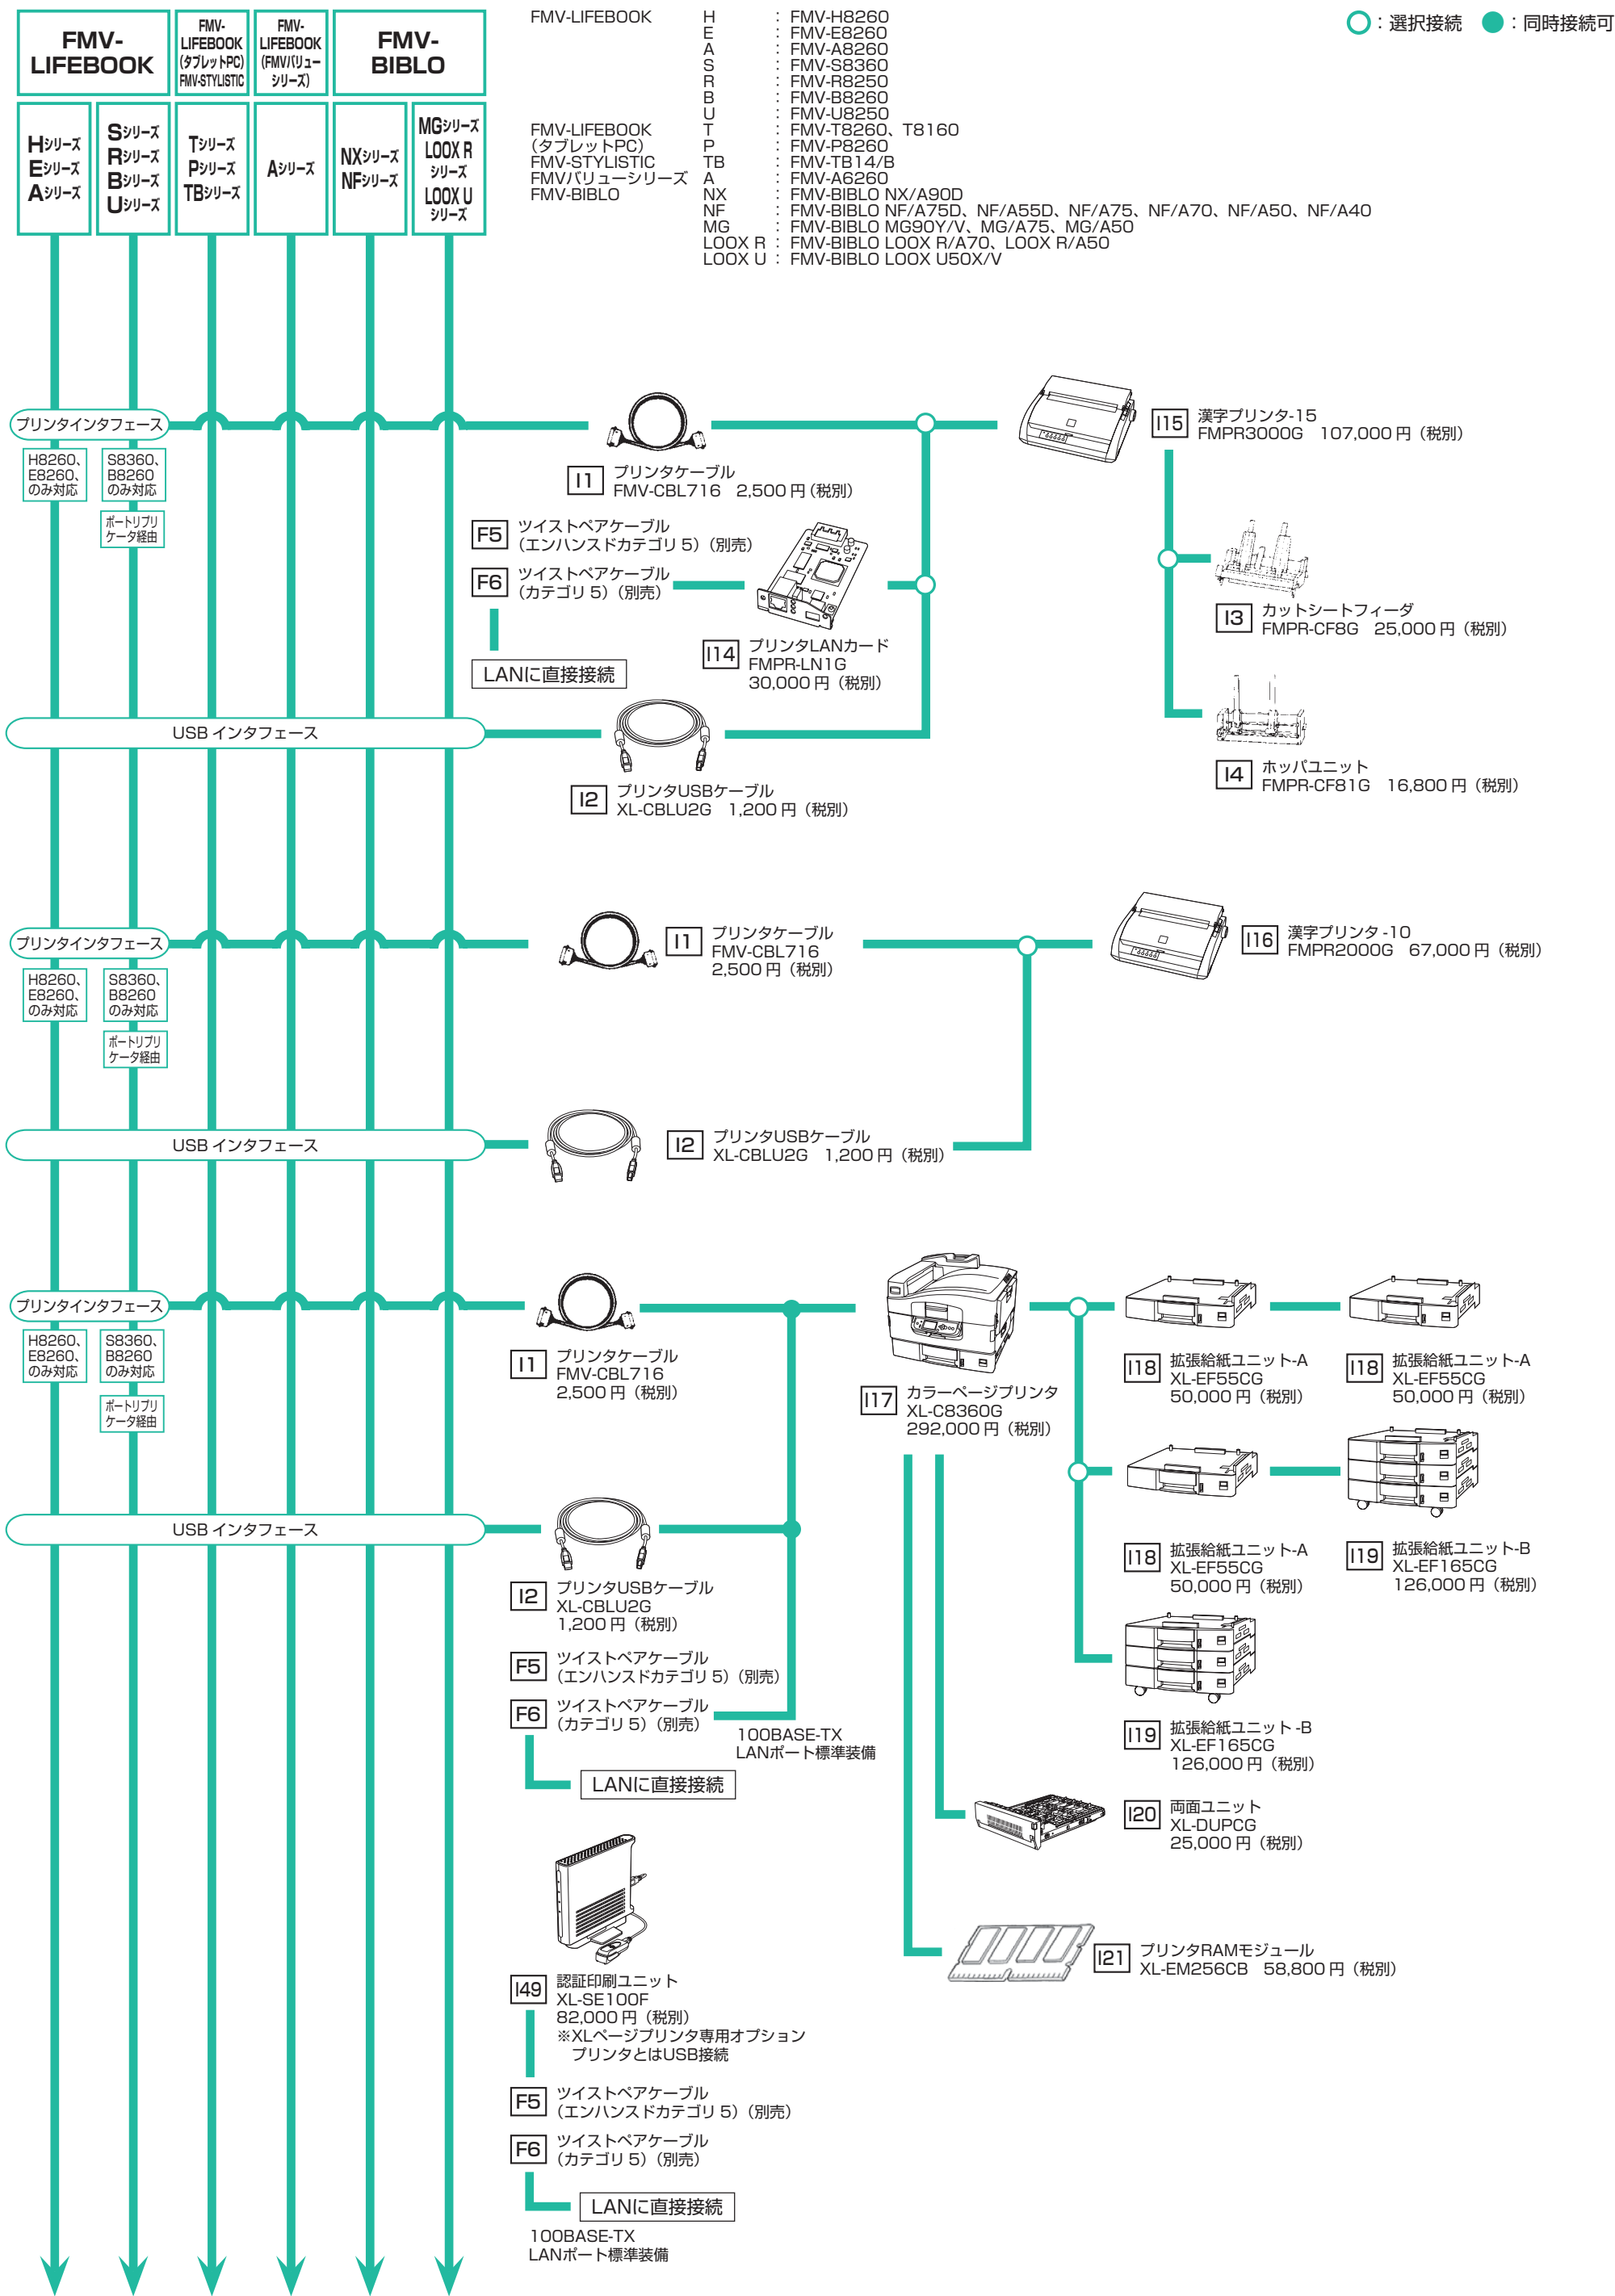 FMV-
LIFEBOOK
FMV-
LIFEBOOK
(タブレットPC)
FMV-STYLISTIC
FMV-
LIFEBOOK
(FMVバリュー
シリーズ)
FMV-
BIBLO
Hシリーズ
Eシリーズ
Aシリーズ
Sシリーズ
Rシリーズ
Bシリーズ
Uシリーズ
Tシリーズ
Pシリーズ
TBシリーズ
Aシリーズ
NXシリーズ
NFシリーズ
MGシリーズ
LOOX R
シリーズ
LOOX U
シリーズ
FMV-LIFEBOOK H : FMV-H8260
E : FMV-E8260
A : FMV-A8260
S : FMV-S8360
R : FMV-R8250
B : FMV-B8260
U : FMV-U8250
FMV-LIFEBOOK T : FMV-T8260、T8160
(タブレットPC) P : FMV-P8260
FMV-STYLISTIC TB : FMV-TB14/B
FMVバリューシリーズ A : FMV-A6260
FMV-BIBLO NX : FMV-BIBLO NX/A90D
NF : FMV-BIBLO NF/A75D、NF/A55D、NF/A75、NF/A70、NF/A50、NF/A40
MG : FMV-BIBLO MG90Y/V、MG/A75、MG/A50
LOOX R : FMV-BIBLO LOOX R/A70、LOOX R/A50
LOOX U : FMV-BIBLO LOOX U50X/V
○：選択接続 ●：同時接続可
プリンタインタフェース
H8260、
E8260、
のみ対応
S8360、
B8260
のみ対応
ポートリプリ
ケータ経由
I1 プリンタケーブル
FMV-CBL716 2,500円（税別）
F5 ツイストペアケーブル
（エンハンスドカテゴリ5）（別売）
F6 ツイストペアケーブル
（カテゴリ5）（別売）
LANに直接接続
I14 プリンタLANカード
FMPR-LN1G
30,000円（税別）
USBインタフェース
I2 プリンタUSBケーブル
XL-CBLU2G 1,200円（税別）
I15 漢字プリンタ-15
FMPR3000G 107,000円（税別）
I3 カットシートフィーダ
FMPR-CF8G 25,000円（税別）
I4 ホッパユニット
FMPR-CF81G 16,800円（税別）
プリンタインタフェース
H8260、
E8260、
のみ対応
S8360、
B8260
のみ対応
ポートリプリ
ケータ経由
I1 プリンタケーブル
FMV-CBL716
2,500円（税別）
I16 漢字プリンタ-10
FMPR2000G 67,000円（税別）
USBインタフェース
I2 プリンタUSBケーブル
XL-CBLU2G 1,200円（税別）
プリンタインタフェース
H8260、
E8260、
のみ対応
S8360、
B8260
のみ対応
ポートリプリ
ケータ経由
I1 プリンタケーブル
FMV-CBL716
2,500円（税別）
I17 カラーページプリンタ
XL-C8360G
292,000円（税別）
I18 拡張給紙ユニット-A
XL-EF55CG
50,000円（税別）
I18 拡張給紙ユニット-A
XL-EF55CG
50,000円（税別）
USBインタフェース
I2 プリンタUSBケーブル
XL-CBLU2G
1,200円（税別）
I18 拡張給紙ユニット-A
XL-EF55CG
50,000円（税別）
I19 拡張給紙ユニット-B
XL-EF165CG
126,000円（税別）
F5 ツイストペアケーブル
（エンハンスドカテゴリ5）（別売）
F6 ツイストペアケーブル
（カテゴリ5）（別売）
100BASE-TX
LANポート標準装備
LANに直接接続
I19 拡張給紙ユニット-B
XL-EF165CG
126,000円（税別）
I20 両面ユニット
XL-DUPCG
25,000円（税別）
I21 プリンタRAMモジュール
XL-EM256CB 58,800円（税別）
I49 認証印刷ユニット
XL-SE100F
82,000円（税別）
※XLページプリンタ専用オプション
プリンタとはUSB接続
F5 ツイストペアケーブル
（エンハンスドカテゴリ5）（別売）
F6 ツイストペアケーブル
（カテゴリ5）（別売）
LANに直接接続
100BASE-TX
LANポート標準装備